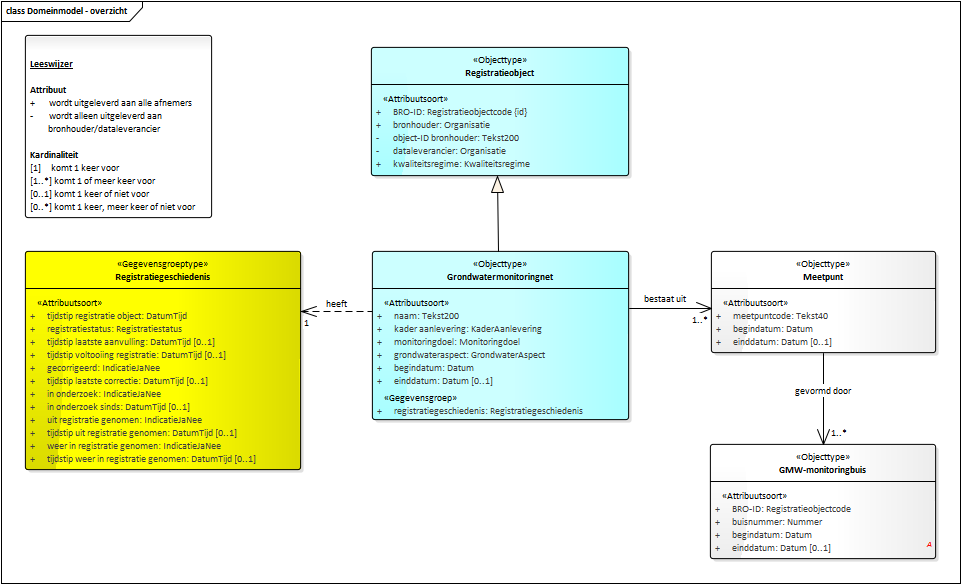 class Domeinmodel - overzicht
Leeswijzer
Attribuut
+ wordt uitgeleverd aan alle afnemers
- wordt alleen uitgeleverd aan
bronhouder/dataleverancier
Kardinaliteit
[1] komt 1 keer voor
[1..*] komt 1 of meer keer voor
[0..1] komt 1 keer of niet voor
[0..*] komt 1 keer, meer keer of niet voor
«Objecttype»
Registratieobject
«Attribuutsoort»
+ BRO-ID: Registratieobjectcode {id}
+ bronhouder: Organisatie
- object-ID bronhouder: Tekst200
- dataleverancier: Organisatie
+ kwaliteitsregime: Kwaliteitsregime
«Gegevensgroeptype»
Registratiegeschiedenis
«Attribuutsoort»
+ tijdstip registratie object: DatumTijd
+ registratiestatus: Registratiestatus
+ tijdstip laatste aanvulling: DatumTijd [0..1]
+ tijdstip voltooiing registratie: DatumTijd [0..1]
+ gecorrigeerd: IndicatieJaNee
+ tijdstip laatste correctie: DatumTijd [0..1]
+ in onderzoek: IndicatieJaNee
+ in onderzoek sinds: DatumTijd [0..1]
+ uit registratie genomen: IndicatieJaNee
+ tijdstip uit registratie genomen: DatumTijd [0..1]
+ weer in registratie genomen: IndicatieJaNee
+ tijdstip weer in registratie genomen: DatumTijd [0..1]
heeft
1
«Objecttype»
Grondwatermonitoringnet
«Attribuutsoort»
+ naam: Tekst200
+ kader aanlevering: KaderAanlevering
+ monitoringdoel: Monitoringdoel
+ grondwateraspect: GrondwaterAspect
+ begindatum: Datum
+ einddatum: Datum [0..1]
«Gegevensgroep»
+ registratiegeschiedenis: Registratiegeschiedenis
bestaat uit
1..*
«Objecttype»
Meetpunt
«Attribuutsoort»
+ meetpuntcode: Tekst40
+ begindatum: Datum
+ einddatum: Datum [0..1]
gevormd door
1..*
«Objecttype»
GMW-monitoringbuis
«Attribuutsoort»
+ BRO-ID: Registratieobjectcode
+ buisnummer: Nummer
+ begindatum: Datum
+ einddatum: Datum [0..1]
A